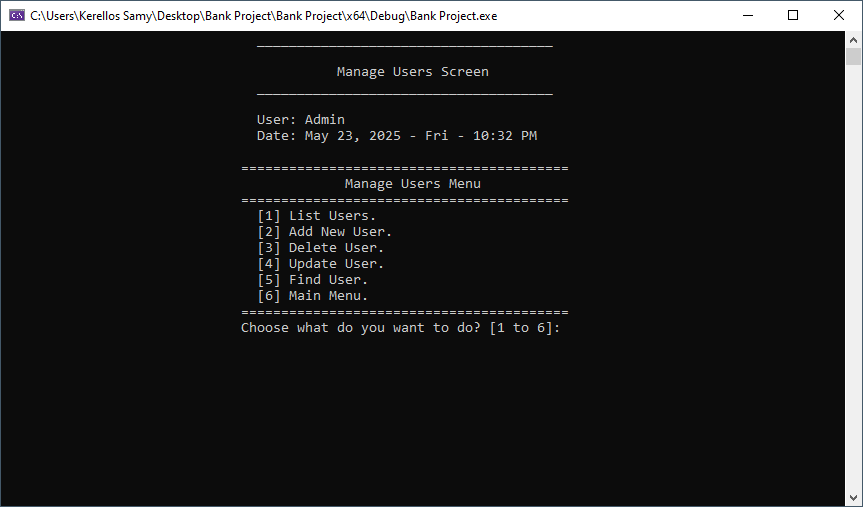 C:\Users\Kerellos Samy\Desktop\Bank Project\Bank Project\x64\Debug\Bank Project.exe
_____________________________________
Manage Users Screen
_____________________________________
User: Admin
Date: May 23, 2025 - Fri - 10:32 PM
=========================================
Manage Users Menu
=========================================
[1] List Users.
[2] Add New User.
[3] Delete User.
[4] Update User.
[5] Find User.
[6] Main Menu.
=========================================
Choose what do you want to do? [1 to 6]: